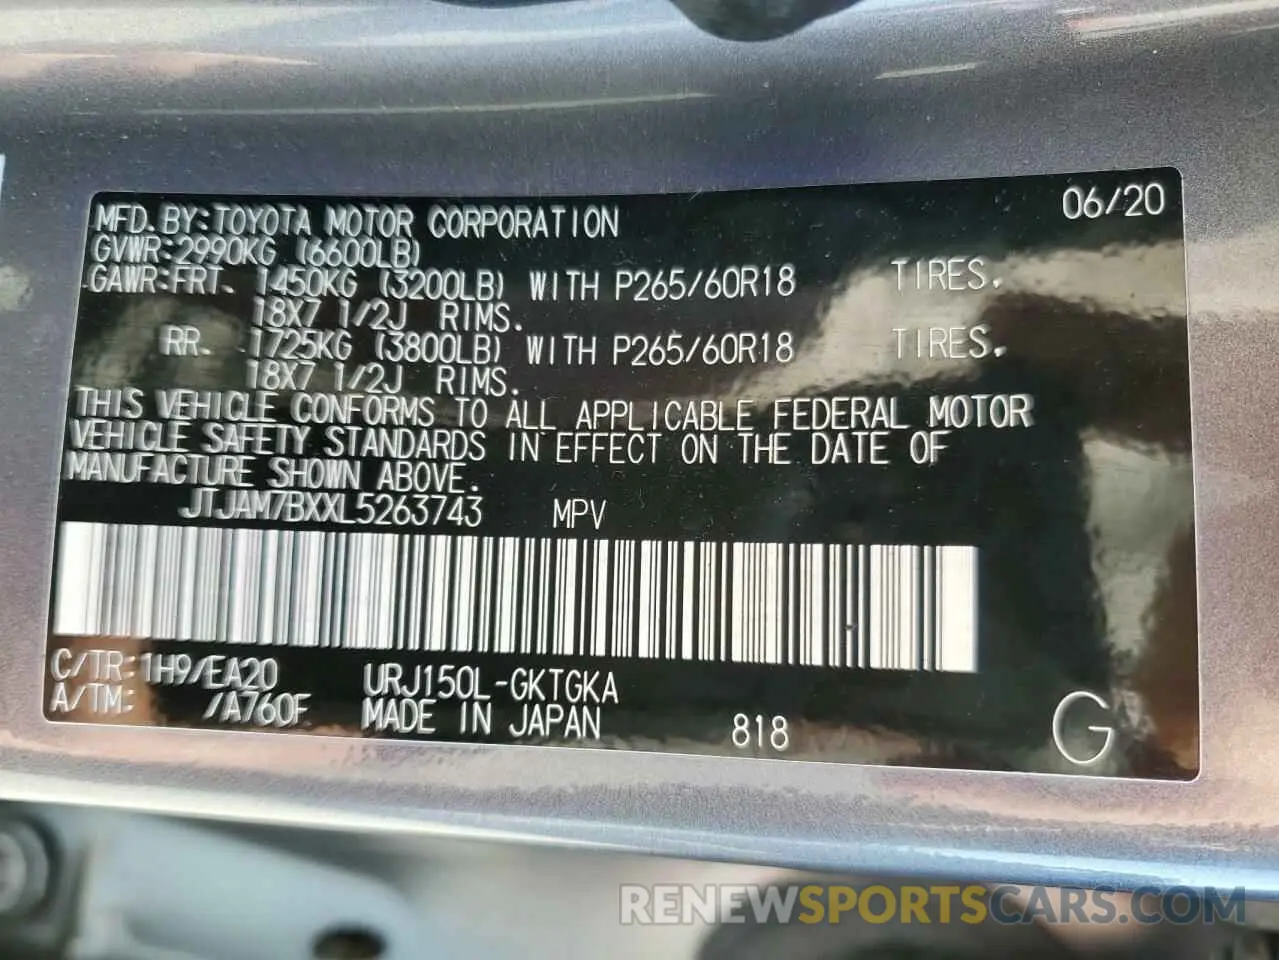 06/20
MFD.BY:TOYOTA MOTOR CORPORATION
GVWR:2990KG (6600LB)
GAWR:FRT. 1450KG (3200LB) WITH P265/60R18 TIRES.
18X7 1/2J RIMS.
RR. 1725KG (3800LB) WITH P265/60R18 TIRES.
18X7 1/2J RIMS.
THIS VEHICLE CONFORMS TO ALL APPLICABLE FEDERAL MOTOR
VEHICLE SAFETY STANDARDS IN EFFECT ON THE DATE OF
MANUFACTURE SHOWN ABOVE.
JTJAM7BXXL5263743 MPV
C/TR:1H9/EA20 URJ150L-GKTGKA
A/TM: /A760F MADE IN JAPAN 818
G
RENEWSPORTSCARS.COM